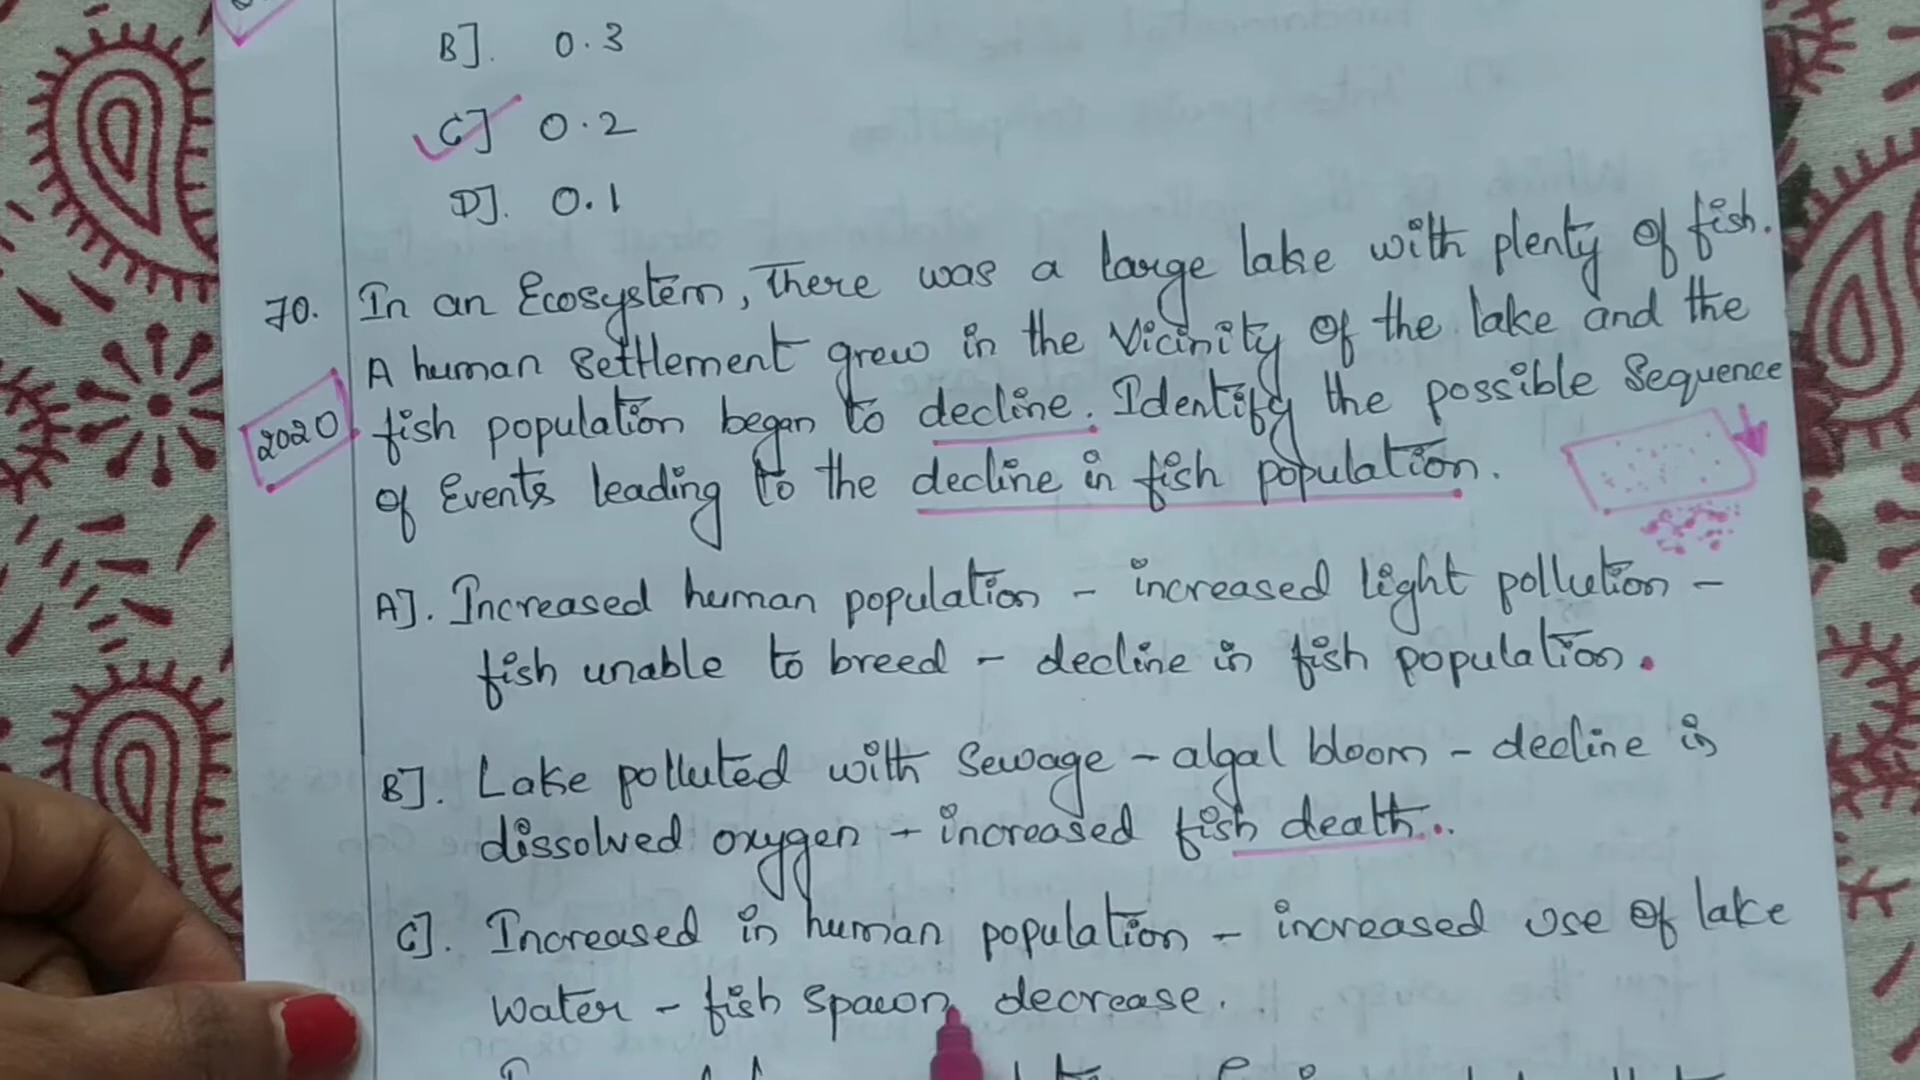 B]. 0.3
C] 0.2
D]. 0.1
70. In an Ecosystem, There was a large lake with plenty of fish.
A human Settlement grew in the Vicinity of the lake and the
2020 fish population began to decline. Identify the possible Sequence
of Events leading to the decline in fish population.
A]. Increased human population - increased light pollution -
fish unable to breed - decline in fish population.
B]. Lake polluted with Sewage - algal bloom - decline is
dissolved oxygen - increased fish death..
C]. Increased in human population - increased use of lake
water - fish Spawn decrease.